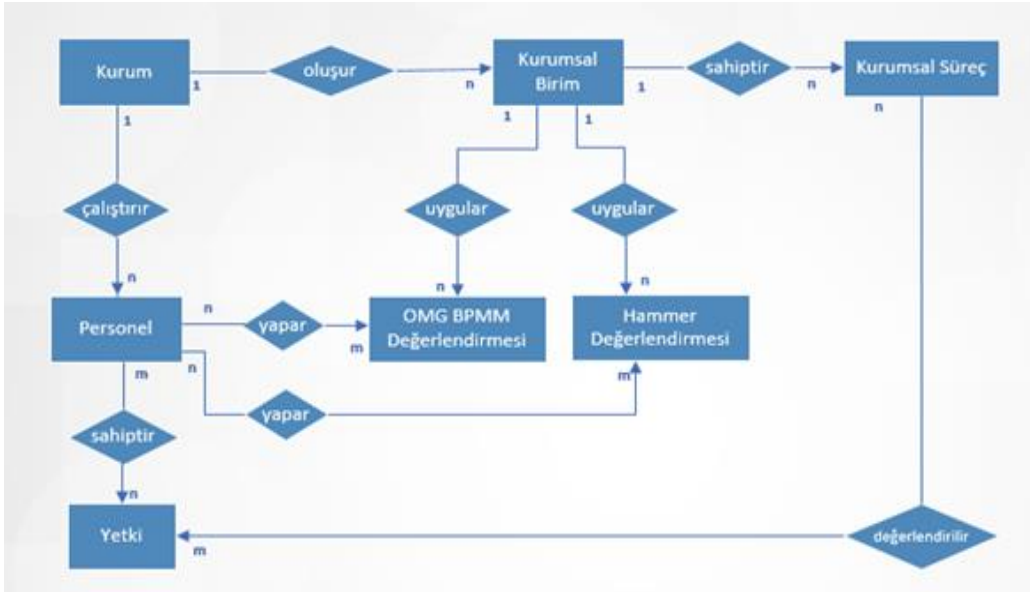 Kurum
1
oluşur
n
Kurumsal
Birim
1
sahiptir
n
Kurumsal Süreç
n
1
1
1
çalıştırır
uygular
uygular
n
n
n
Personel
n
yapar
m
OMG BPMM
Değerlendirmesi
Hammer
Değerlendirmesi
m
n
m
yapar
sahiptir
n
Yetki
m
değerlendirilir